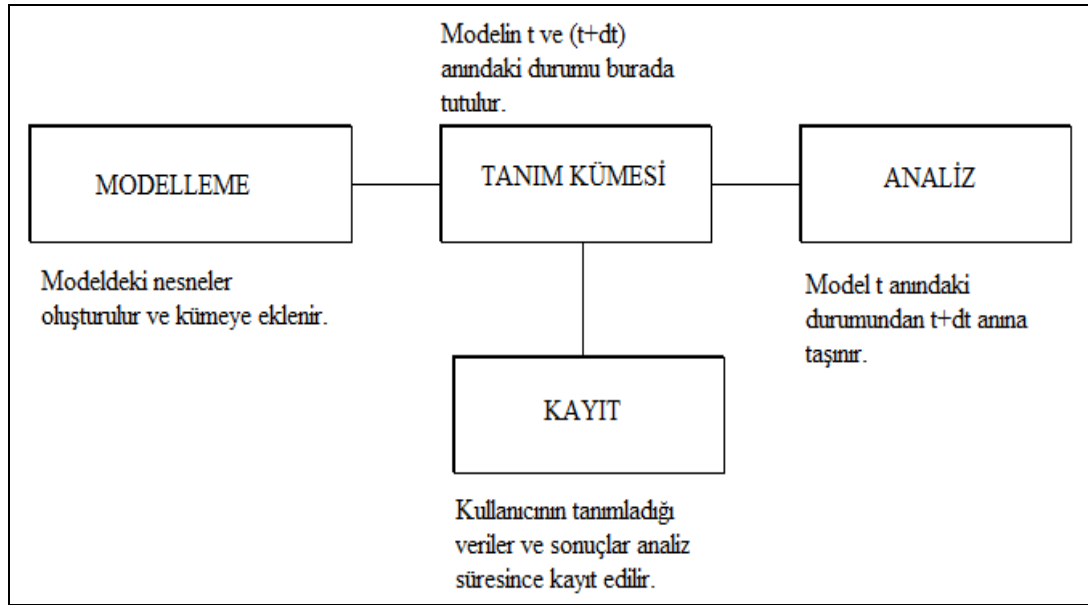 Modelin t ve (t+dt)
anındaki durumu burada
tutulur.
MODELLEME
TANIM KÜMESİ
ANALİZ
Modeldeki nesneler
oluşturulur ve kümeye eklenir.
Model t anındaki
durumundan t+dt anına
taşınır.
KAYIT
Kullanıcının tanımladığı
veriler ve sonuçlar analiz
süresince kayıt edilir.